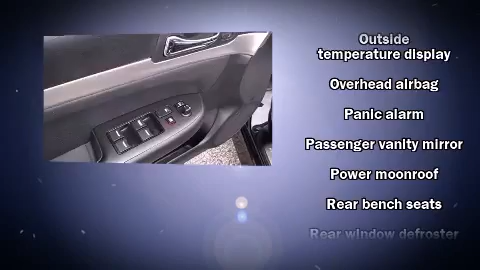 Outside
temperature display
Overhead airbag
Panic alarm
Passenger vanity mirror
Power moonroof
Rear bench seats
Rear window defroster